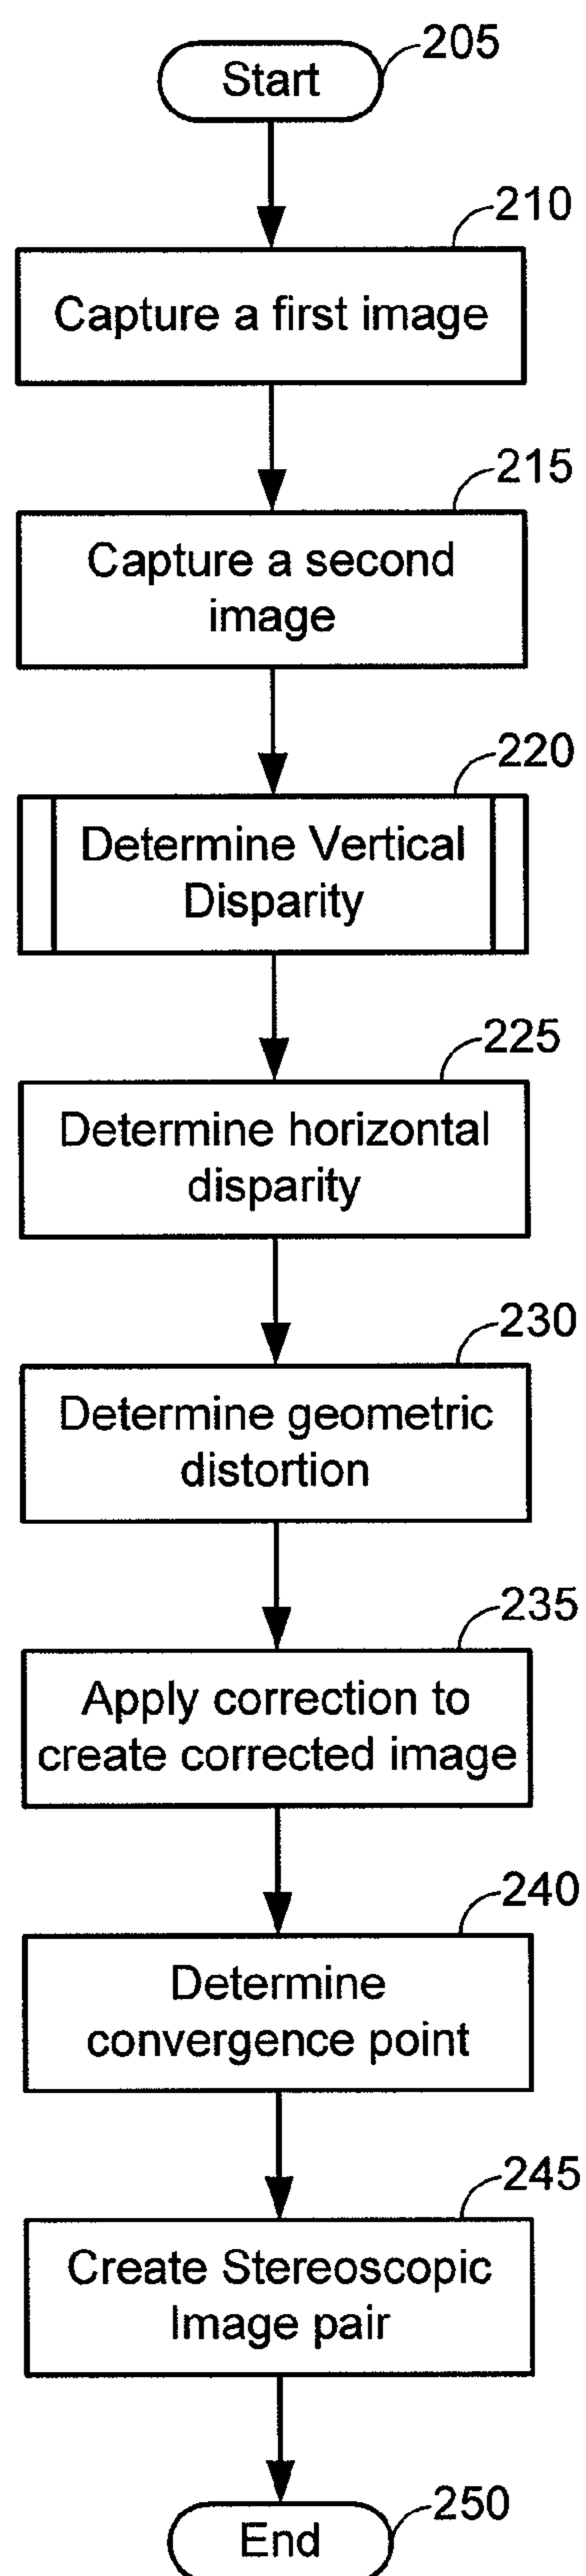 205
Start
210
Capture a first image
215
Capture a second
image
220
Determine Vertical
Disparity
225
Determine horizontal
disparity
230
Determine geometric
distortion
235
Apply correction to
create corrected image
240
Determine
convergence point
245
Create Stereoscopic
Image pair
250
End